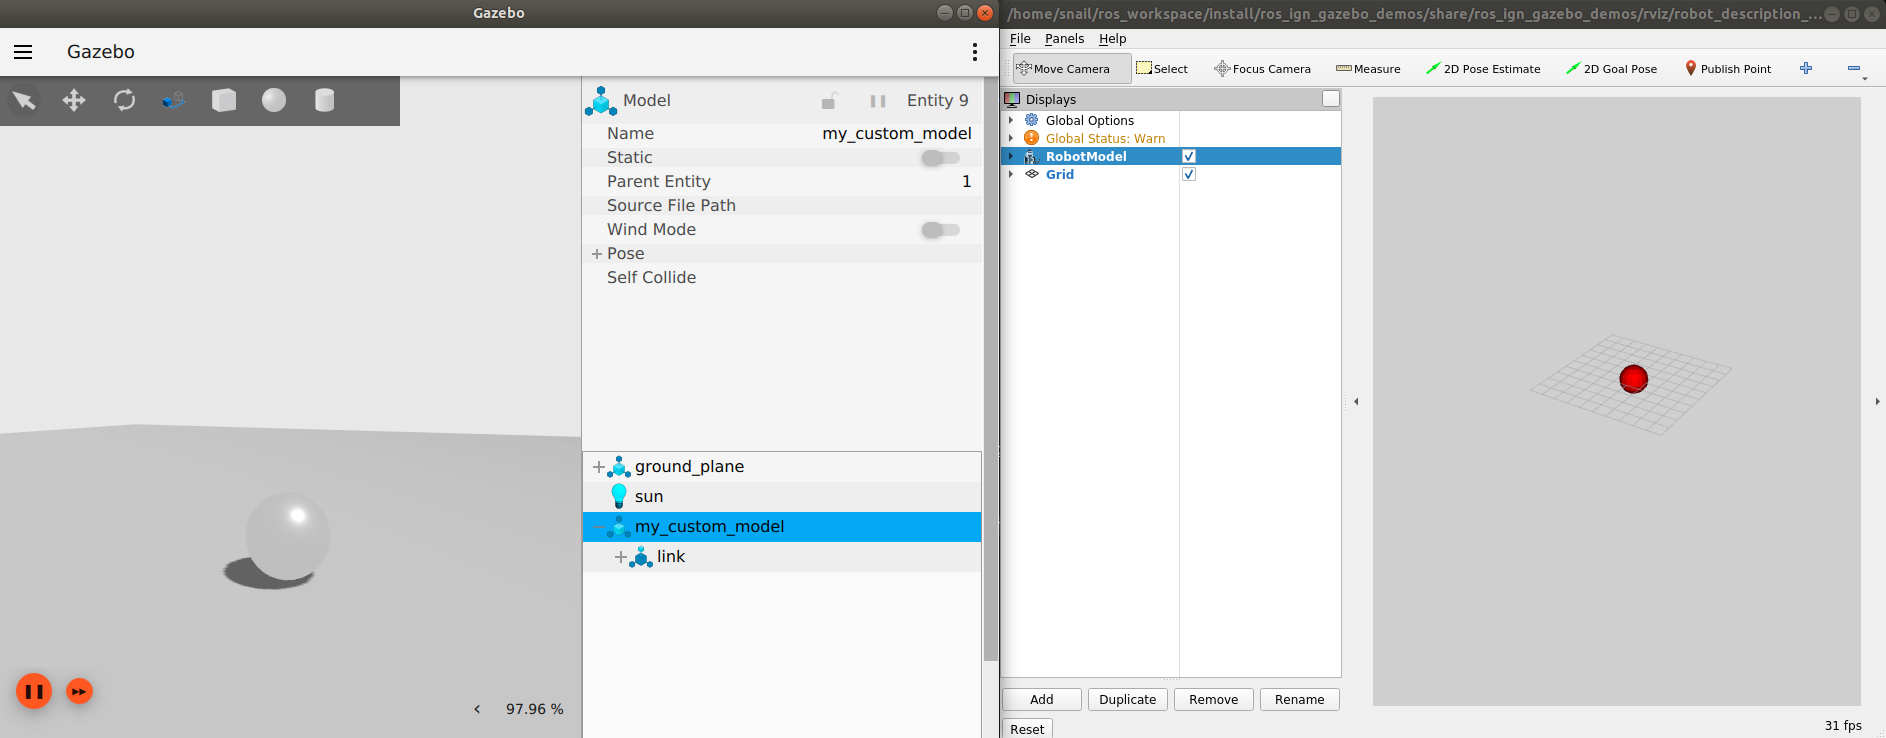 Gazebo
Gazebo
Model
Entity 9
Name
my_custom_model
Static
Parent Entity
1
Source File Path
Wind Mode
Pose
Self Collide
ground_plane
sun
my_custom_model
link
97.96 %
/home/snail/ros_workspace/install/ros_ign_gazebo_demos/share/ros_ign_gazebo_demos/rviz/robot_description_...
File Panels Help
Move Camera Select Focus Camera Measure 2D Pose Estimate 2D Goal Pose Publish Point
Displays
Global Options
Global Status: Warn
RobotModel
Grid
Add Duplicate Remove Rename
Reset
31 fps